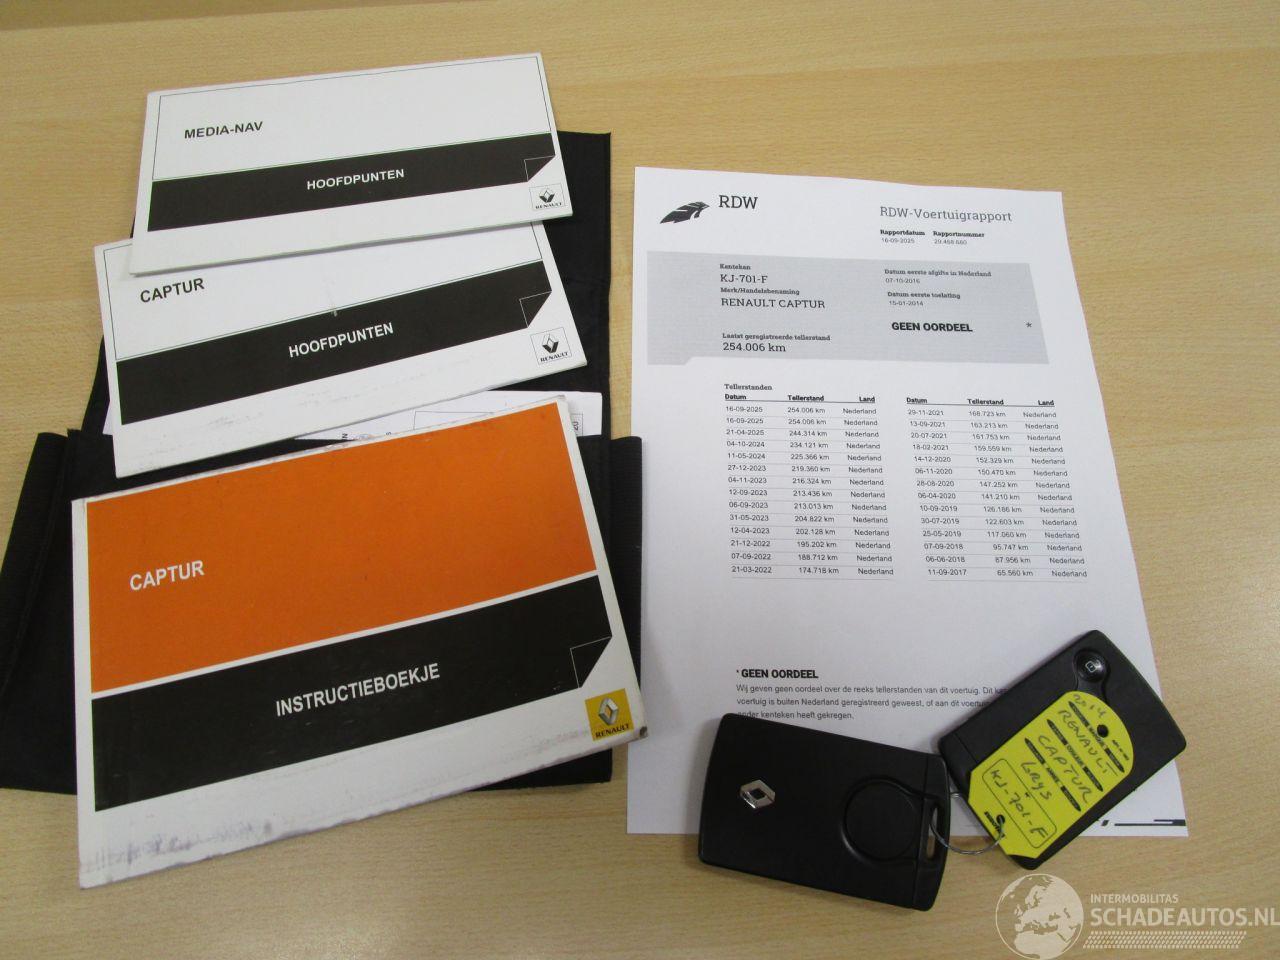 MEDIA-NAV
HOOFDPUNTEN
RENAULT
CAPTUR
HOOFDPUNTEN
RENAULT
CAPTUR
INSTRUCTIEBOEKJE
RENAULT
RDW
RDW-Voertuigrapport
Rapportdatum Rapportnummer
16-09-2025 29.468.680
Kenteken
KJ-701-F
Merk/Handelsbenaming
RENAULT CAPTUR
Laatst geregistreerde tellerstand
254.006 km
Datum eerste afgifte in Nederland
07-10-2016
Datum eerste toelating
15-01-2014
GEEN OORDEEL *
Tellerstanden
Datum Tellerstand Land
16-09-2025 254.006 km Nederland
16-09-2025 254.006 km Nederland
21-04-2025 244.314 km Nederland
04-10-2024 234.121 km Nederland
11-05-2024 225.366 km Nederland
27-12-2023 219.360 km Nederland
04-11-2023 216.324 km Nederland
12-09-2023 213.436 km Nederland
06-09-2023 213.013 km Nederland
31-05-2023 204.822 km Nederland
12-04-2023 202.128 km Nederland
21-12-2022 195.202 km Nederland
07-09-2022 188.712 km Nederland
21-03-2022 174.718 km Nederland
Datum Tellerstand Land
29-11-2021 168.723 km Nederland
13-09-2021 163.213 km Nederland
20-07-2021 161.753 km Nederland
18-02-2021 159.559 km Nederland
14-12-2020 152.329 km Nederland
06-11-2020 150.470 km Nederland
28-08-2020 147.252 km Nederland
06-04-2020 141.210 km Nederland
10-09-2019 126.186 km Nederland
30-07-2019 122.603 km Nederland
25-05-2019 117.060 km Nederland
07-09-2018 95.747 km Nederland
06-06-2018 87.956 km Nederland
11-09-2017 65.560 km Nederland
* GEEN OORDEEL
Wij geven geen oordeel over de reeks tellerstanden van dit voertuig. Dit
voertuig is buiten Nederland geregistreerd geweest, of aan dit voertuig
ander kenteken heeft gekregen.
2014
RENAULT
CAPTUR
Grys
KJ-701-F
INTERMOBILITAS
SCHADEAUTOS.NL